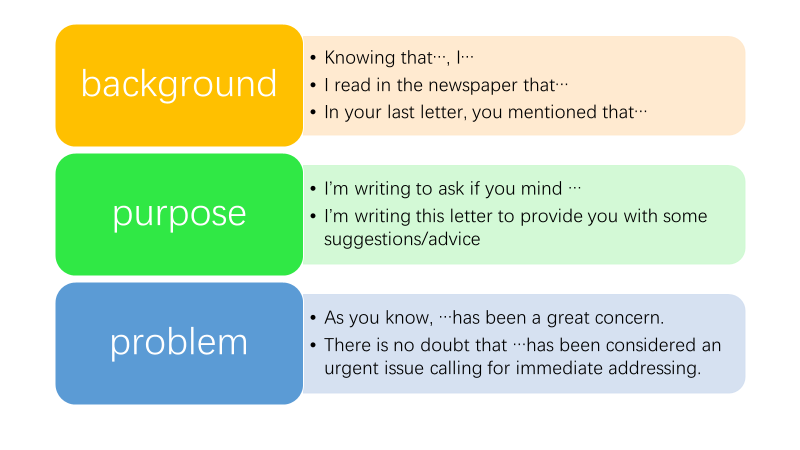 background
• Knowing that···, I···
• I read in the newspaper that···
• In your last letter, you mentioned that···
purpose
• I’m writing to ask if you mind ···
• I’m writing this letter to provide you with some
suggestions/advice
problem
• As you know, ···has been a great concern.
• There is no doubt that ···has been considered an
urgent issue calling for immediate addressing.